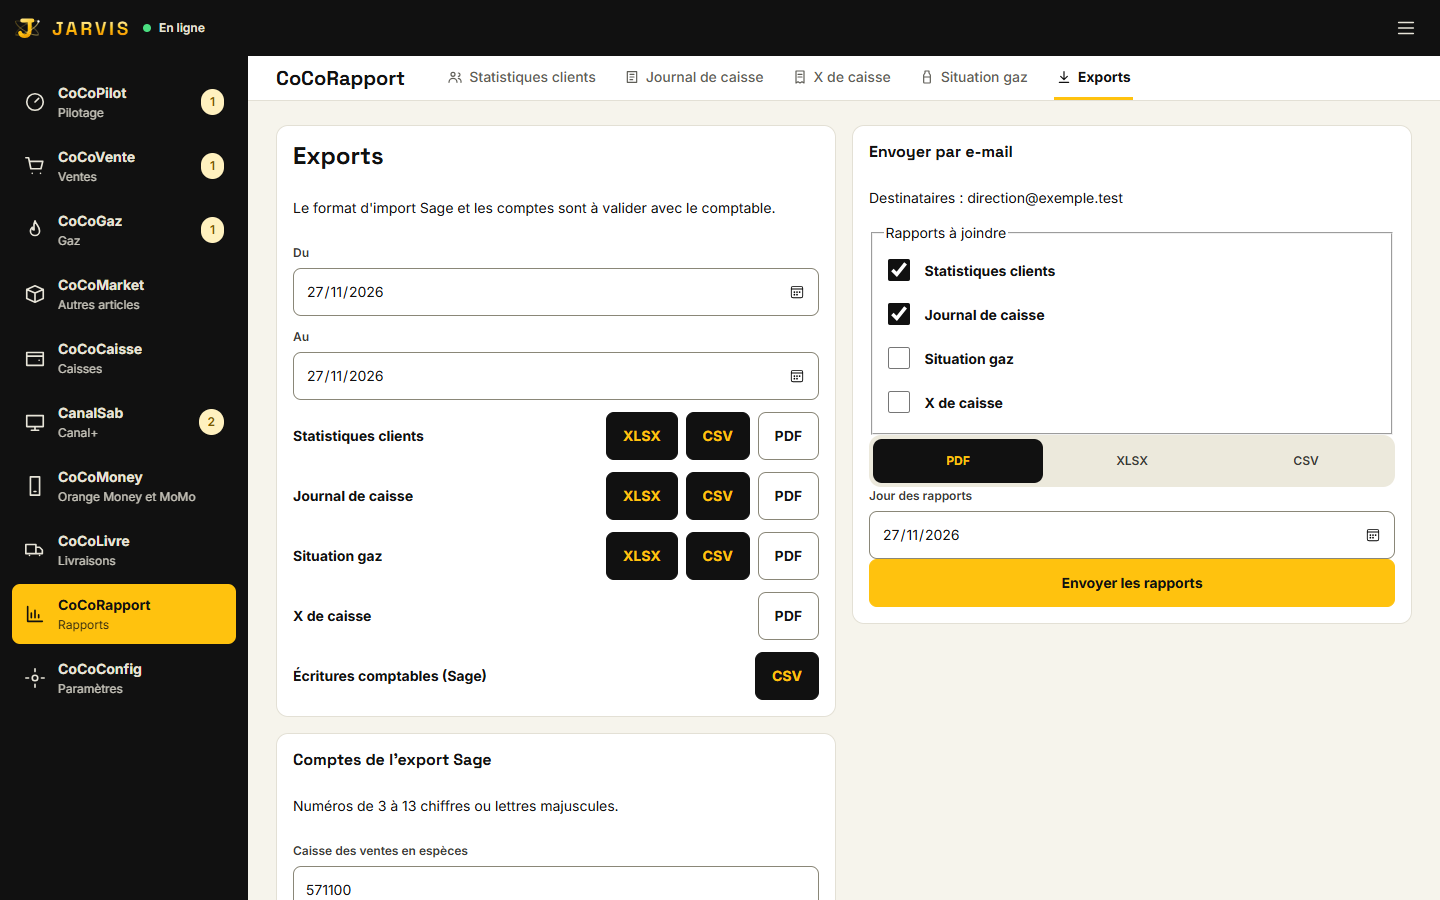 JARVIS
En ligne
CoCoPilot
Pilotage
1
CoCoVente
Ventes
1
CoCoGaz
Gaz
1
CoCoMarket
Autres articles
CoCoCaisse
Caisses
CanalSab
Canal+
2
CoCoMoney
Orange Money et MoMo
CoCoLivre
Livraisons
CoCoRapport
Rapports
CoCoConfig
Paramètres
CoCoRapport
Statistiques clients
Journal de caisse
X de caisse
Situation gaz
Exports
Exports
Le format d'import Sage et les comptes sont à valider avec le comptable.
Du
27/11/2026
Au
27/11/2026
Statistiques clients XLSX CSV PDF
Journal de caisse XLSX CSV PDF
Situation gaz XLSX CSV PDF
X de caisse PDF
Écritures comptables (Sage) CSV
Comptes de l’export Sage
Numéros de 3 à 13 chiffres ou lettres majuscules.
Caisse des ventes en espèces
571100
Envoyer par e-mail
Destinataires : direction@exemple.test
Rapports à joindre
Statistiques clients
Journal de caisse
Situation gaz
X de caisse
PDF XLSX CSV
Jour des rapports
27/11/2026
Envoyer les rapports